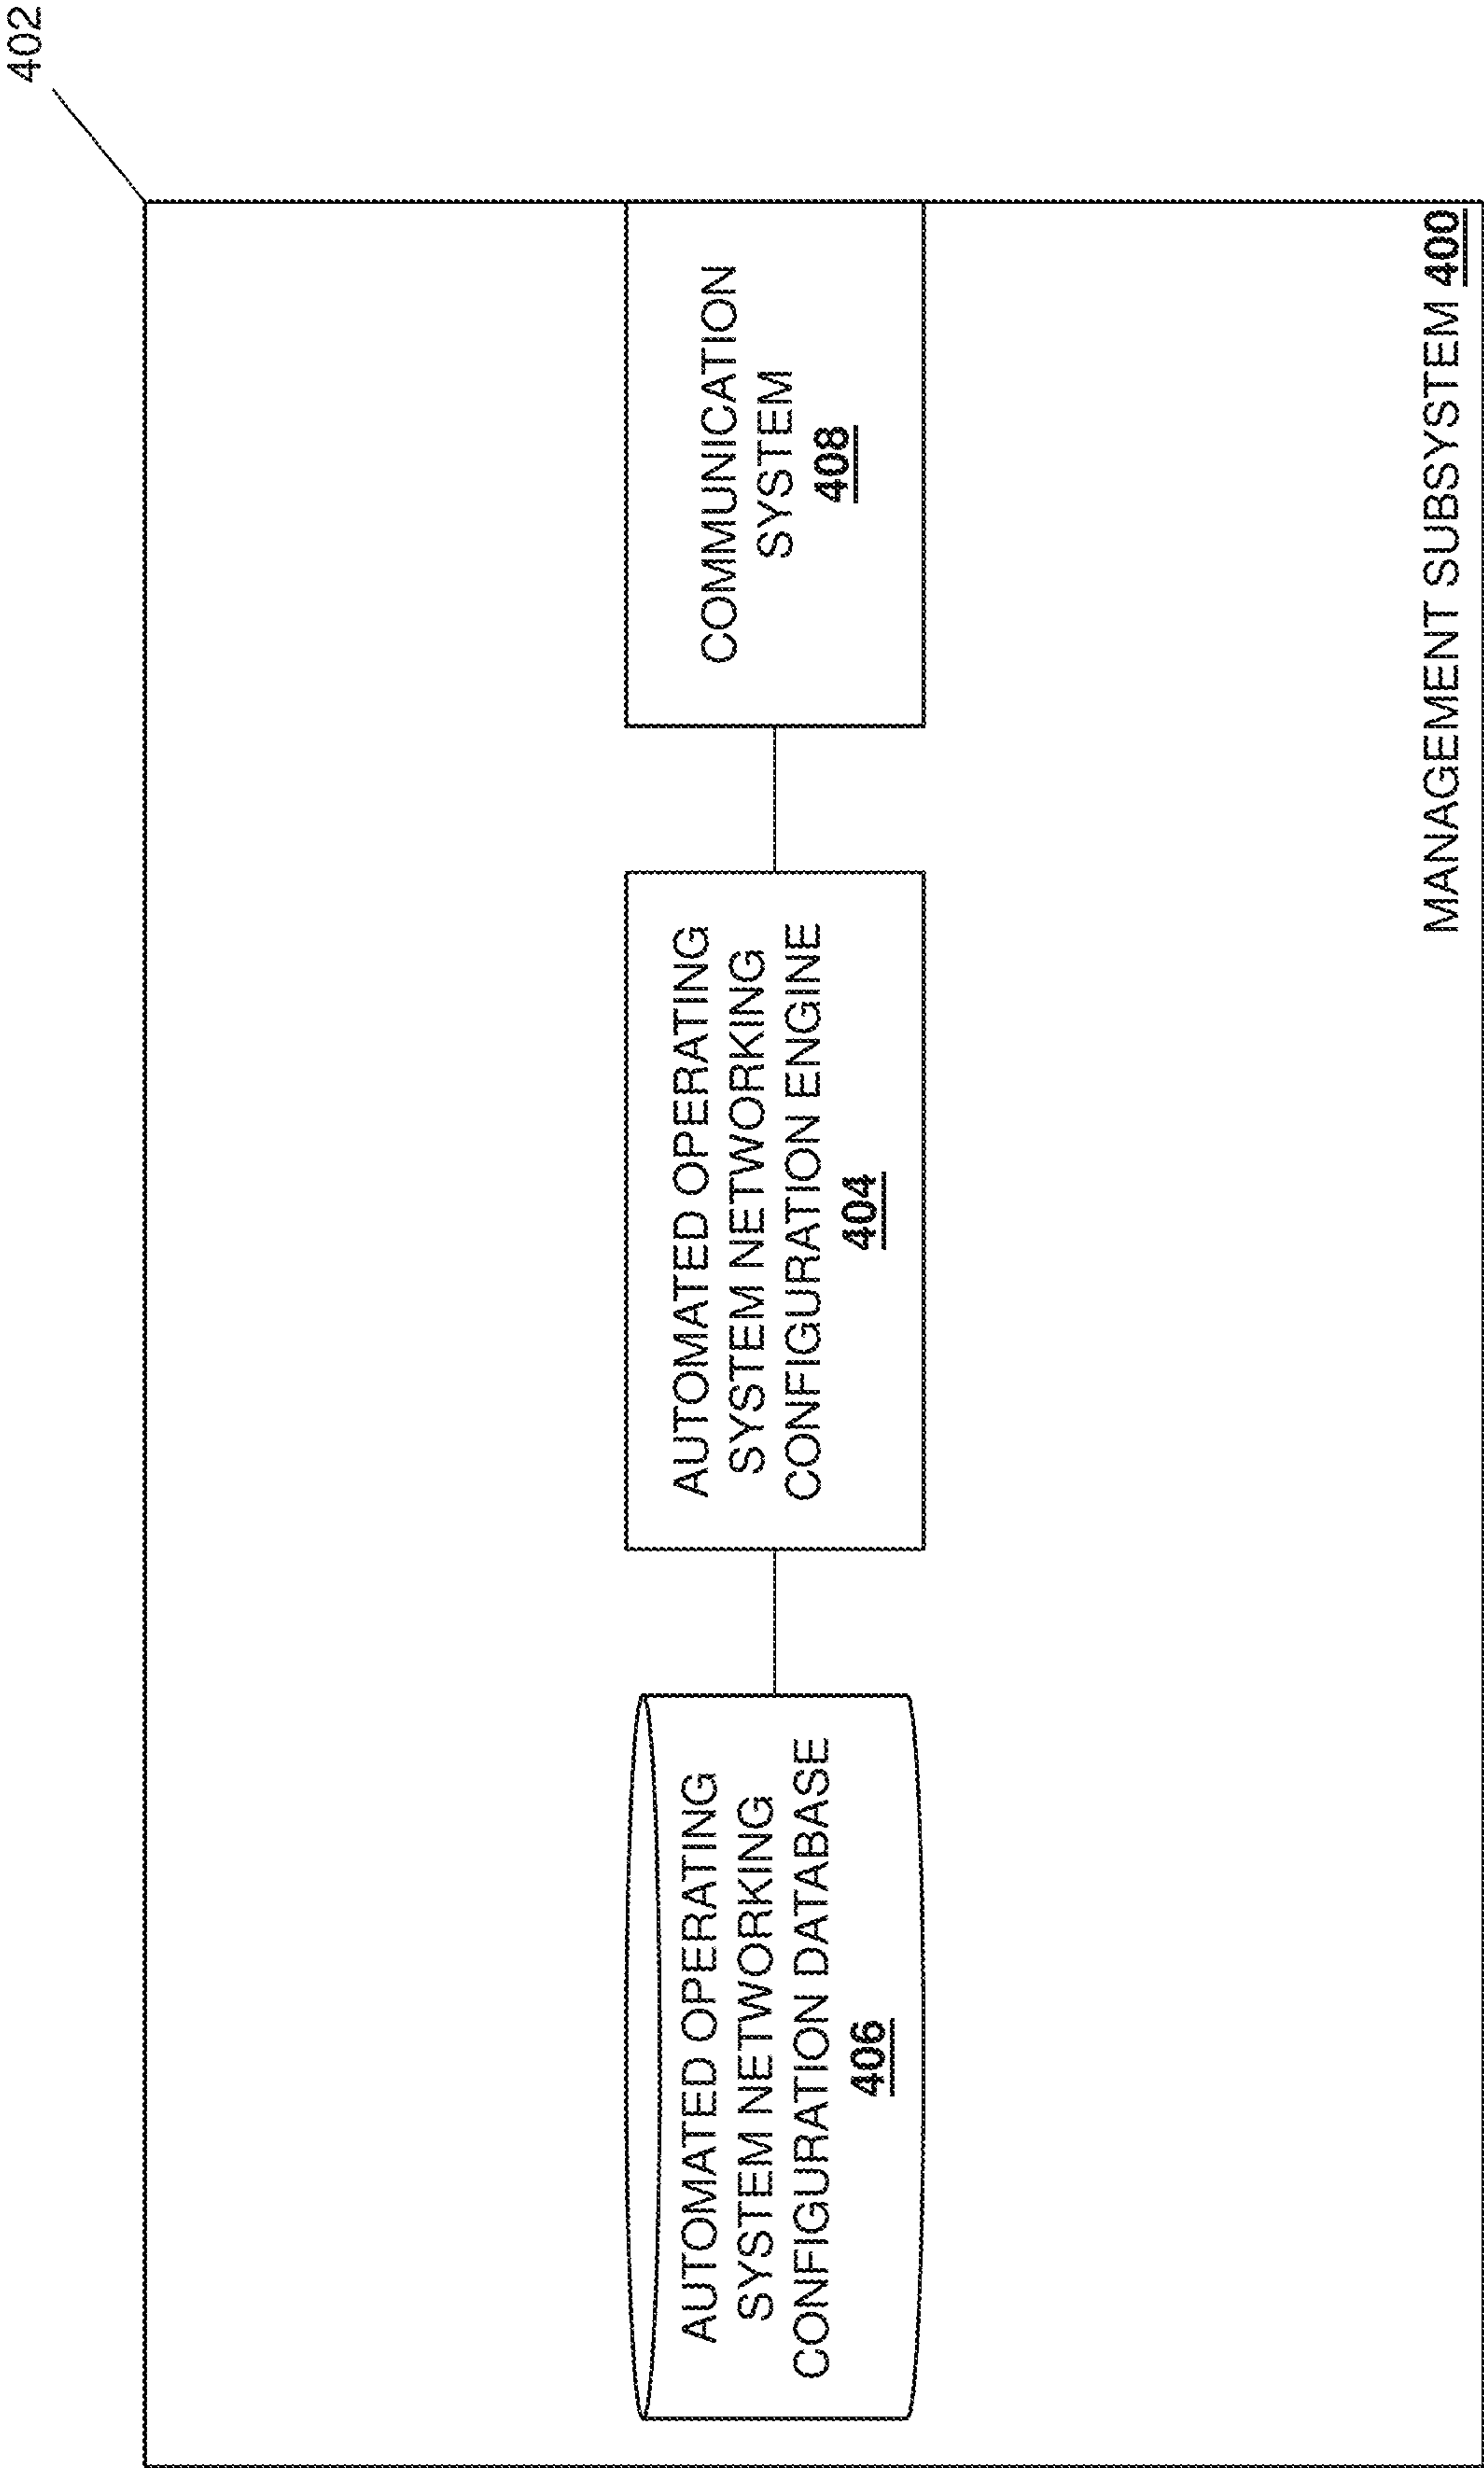 402
AUTOMATED OPERATING
SYSTEM NETWORKING
CONFIGURATION DATABASE
406
AUTOMATED OPERATING
SYSTEM NETWORKING
CONFIGURATION ENGINE
404
COMMUNICATION
SYSTEM
408
MANAGEMENT SUBSYSTEM 400